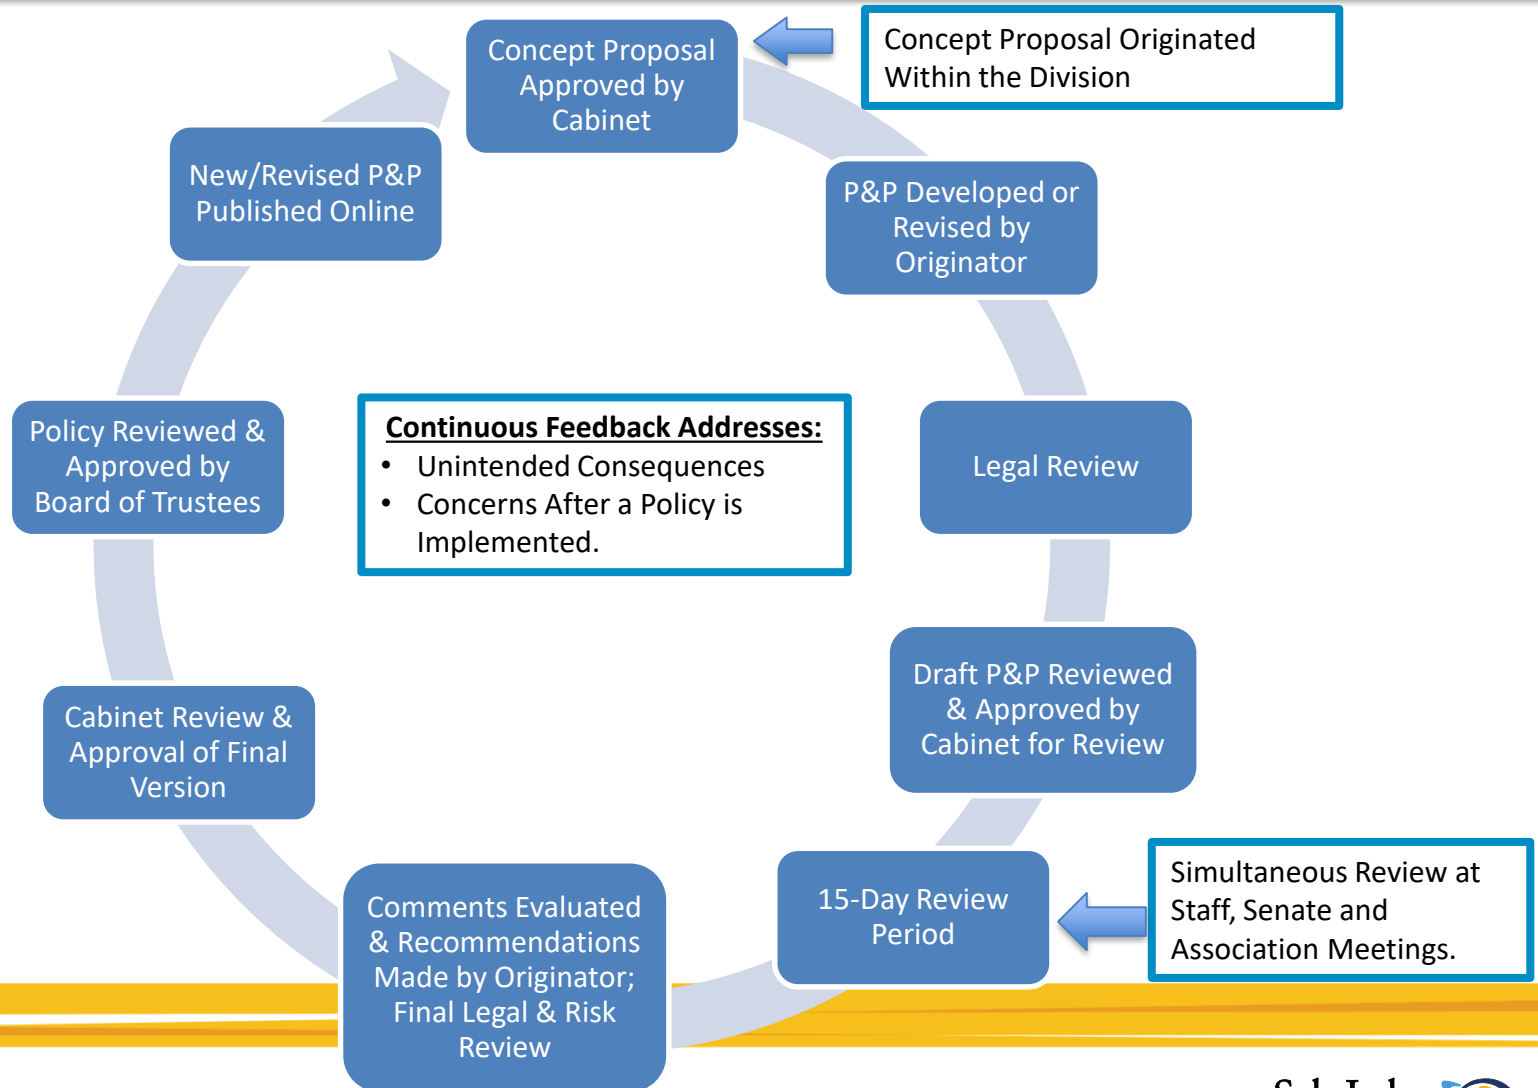 Concept Proposal
Approved by
Cabinet
Concept Proposal Originated
Within the Division
P&P Developed or
Revised by
Originator
Legal Review
Draft P&P Reviewed
& Approved by
Cabinet for Review
15-Day Review
Period
Simultaneous Review at
Staff, Senate and
Association Meetings.
Comments Evaluated
& Recommendations
Made by Originator;
Final Legal & Risk
Review
Cabinet Review &
Approval of Final
Version
Policy Reviewed &
Approved by
Board of Trustees
New/Revised P&P
Published Online
Continuous Feedback Addresses:
• Unintended Consequences
• Concerns After a Policy is
Implemented.